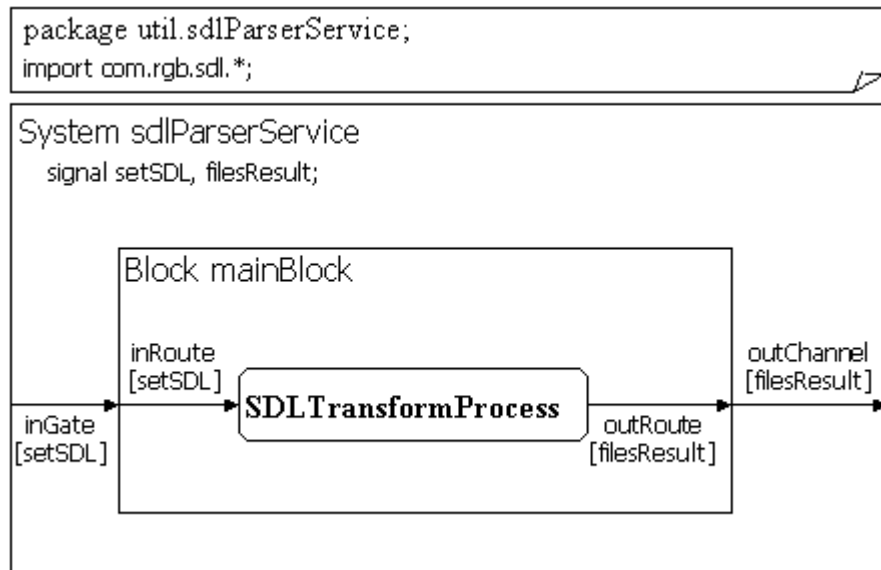 package util.sdlParserService;
import com.rgb.sdl.*;
System sdlParserService
signal setSDL, filesResult;
Block mainBlock
inRoute
[setSDL]
SDLTransformProcess
outChannel
[filesResult]
inGate
[setSDL]
outRoute
[filesResult]